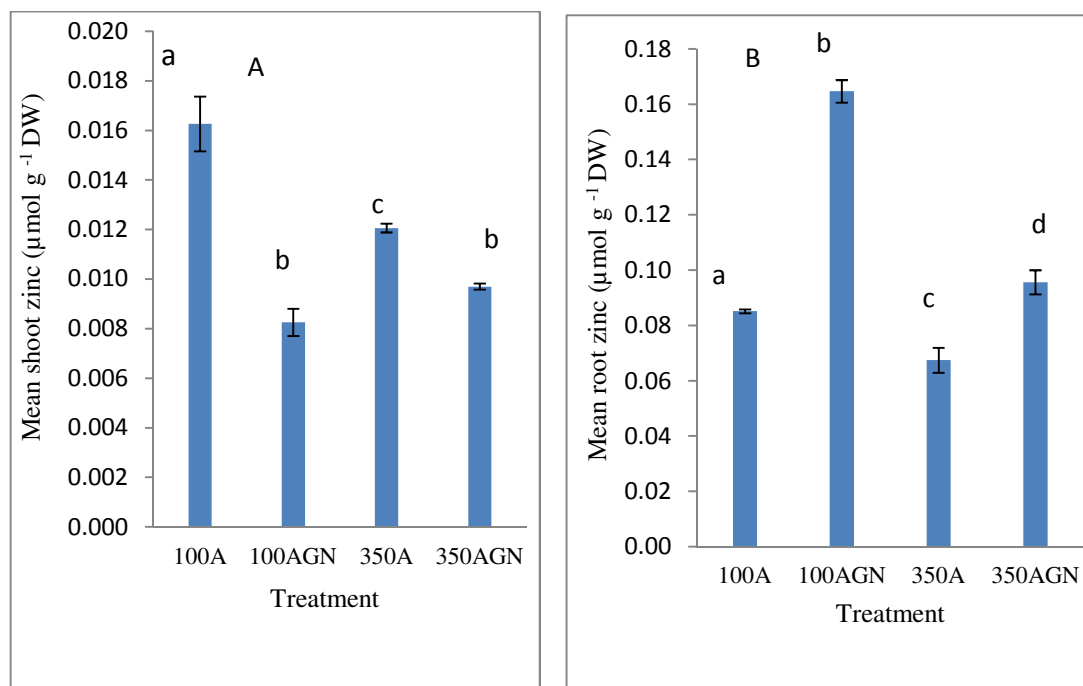 0.020
0.018
0.016
0.014
0.012
0.010
0.008
0.006
0.004
0.002
0.000
Mean shoot zinc (µmol g -1 DW)
a
A
b
c
b
100A 100AGN 350A 350AGN
Treatment
0.18
0.16
0.14
0.12
0.10
0.08
0.06
0.04
0.02
0.00
Mean root zinc (µmol g -1 DW)
B
b
a
c
d
100A 100AGN 350A 350AGN
Treatment